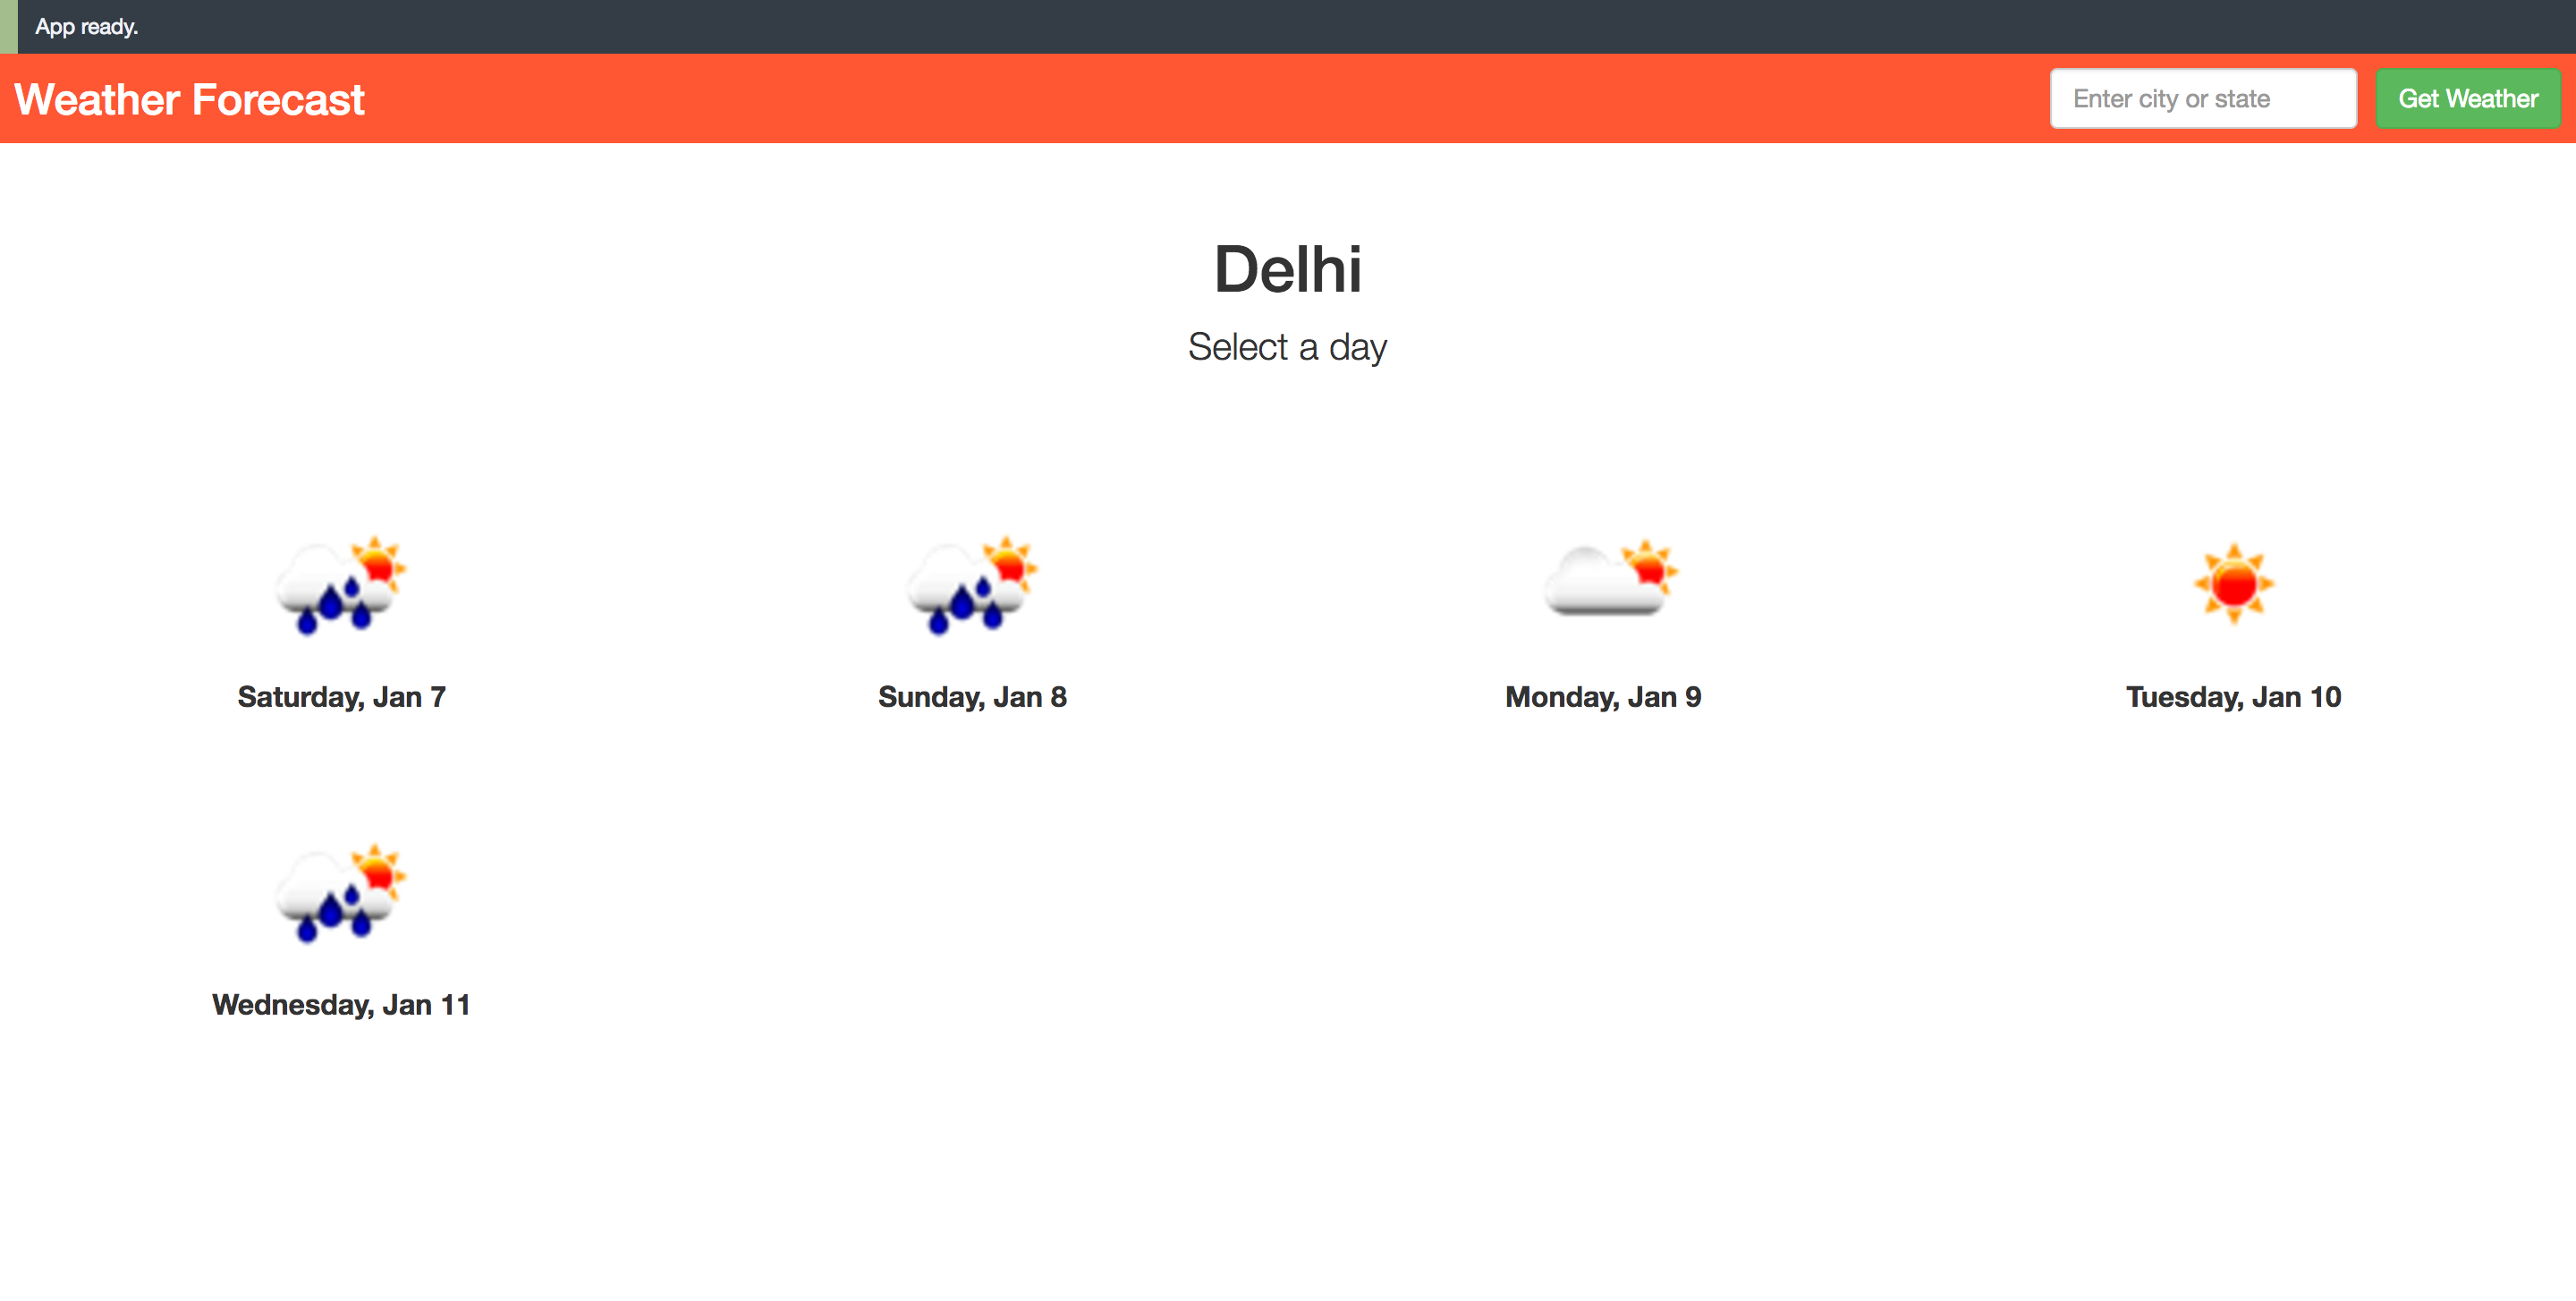 App ready.
Weather Forecast
Enter city or state
Get Weather
Delhi
Select a day
Saturday, Jan 7
Sunday, Jan 8
Monday, Jan 9
Tuesday, Jan 10
Wednesday, Jan 11